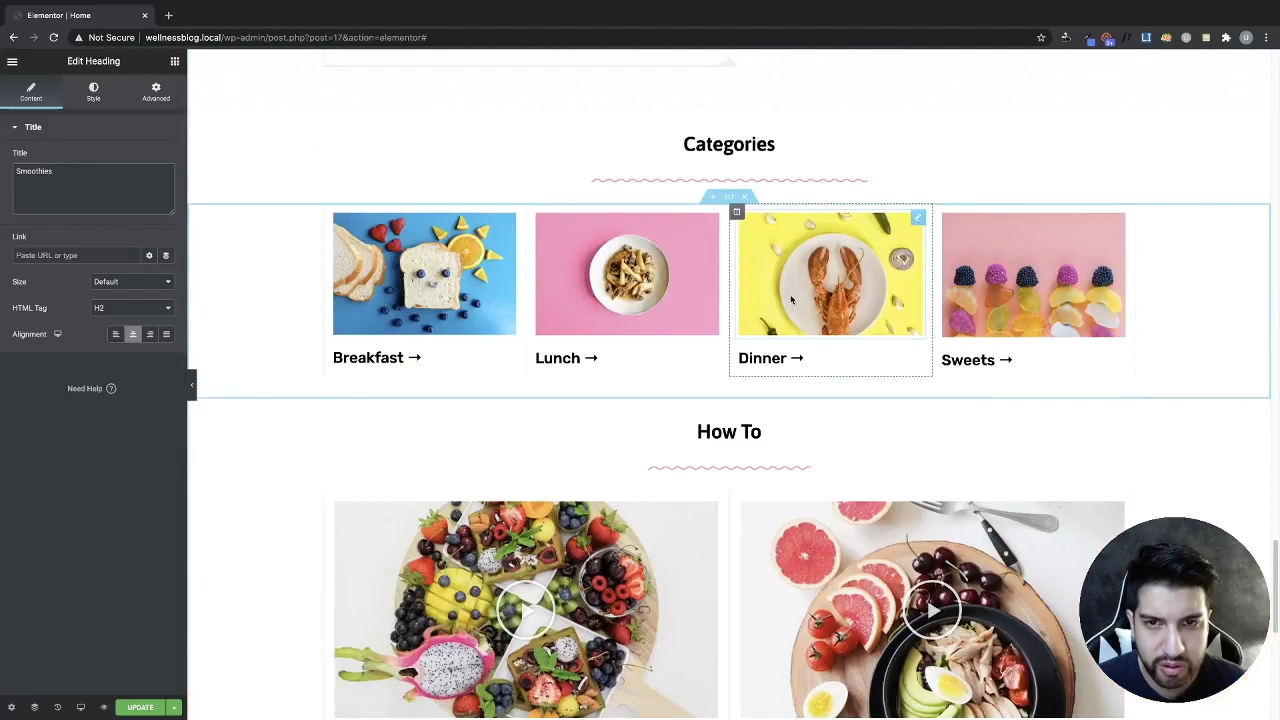 Elementor | Home
Not Secure | wellnessblog.local/wp-admin/post.php?post=17&action=elementor#
Edit Heading
Content
Style
Advanced
Title
Title
Smoothies
Link
Paste URL or type
Size
Default
HTML Tag
H2
Alignment
Need Help ?
UPDATE
Categories
Breakfast →
Lunch →
Dinner →
Sweets →
How To